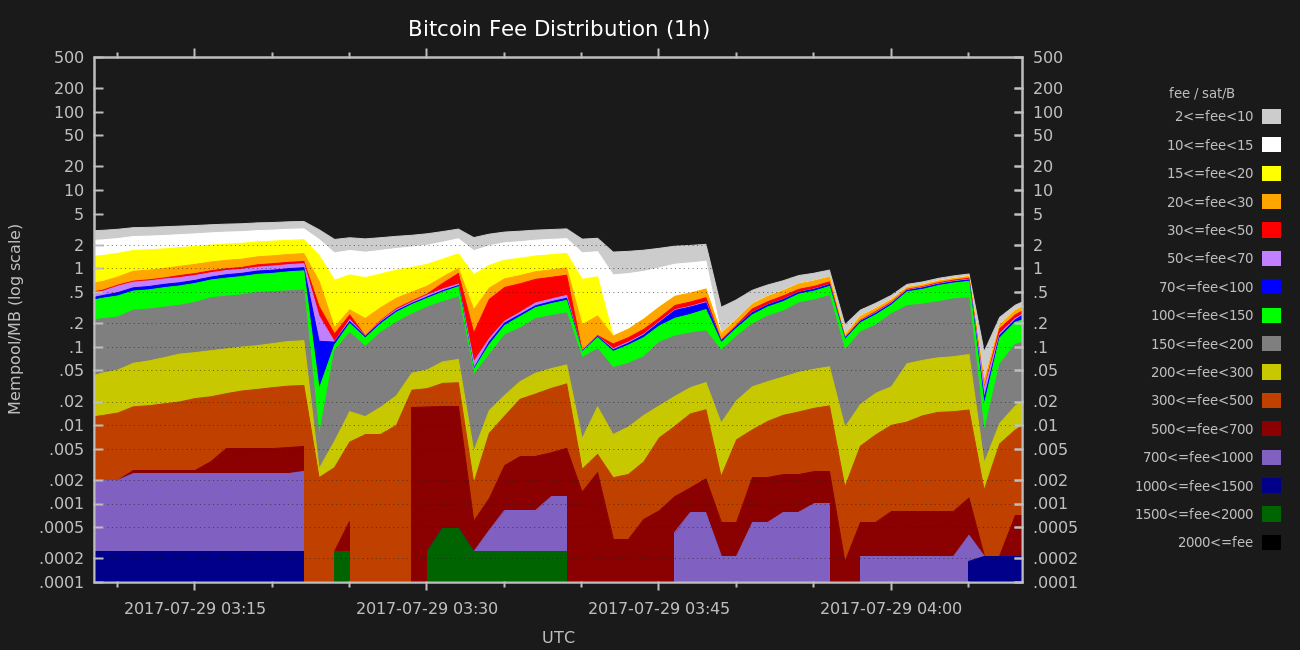 Bitcoin Fee Distribution (1h)
Mempool/MB (log scale)
500
200
100
50
20
10
5
2
1
.5
.2
.1
.05
.02
.01
.005
.002
.001
.0005
.0002
.0001
500
200
100
50
20
10
5
2
1
.5
.2
.1
.05
.02
.01
.005
.002
.001
.0005
.0002
.0001
fee / sat/B
2<=fee<10
10<=fee<15
15<=fee<20
20<=fee<30
30<=fee<50
50<=fee<70
70<=fee<100
100<=fee<150
150<=fee<200
200<=fee<300
300<=fee<500
500<=fee<700
700<=fee<1000
1000<=fee<1500
1500<=fee<2000
2000<=fee
2017-07-29 03:15
2017-07-29 03:30
2017-07-29 03:45
2017-07-29 04:00
UTC